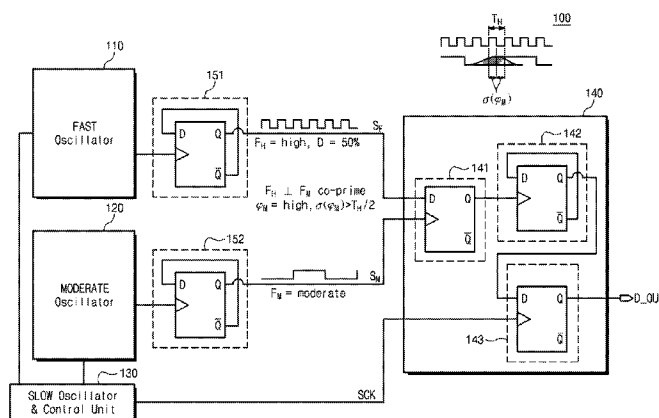 100
T_H
σ(φ_M)
110
FAST
Oscillator
151
D
Q
Q̅
S_F
F_H = high, D = 50%
F_H ⊥ F_M co-prime
φ_M = high, σ(φ_M)>T_H/2
120
MODERATE
Oscillator
152
D
Q
Q̅
S_M
F_M = moderate
130
SLOW Oscillator
& Control Unit
SCK
140
141
D
Q
Q̅
142
D
Q
Q̅
143
D
Q
Q̅
D_OU